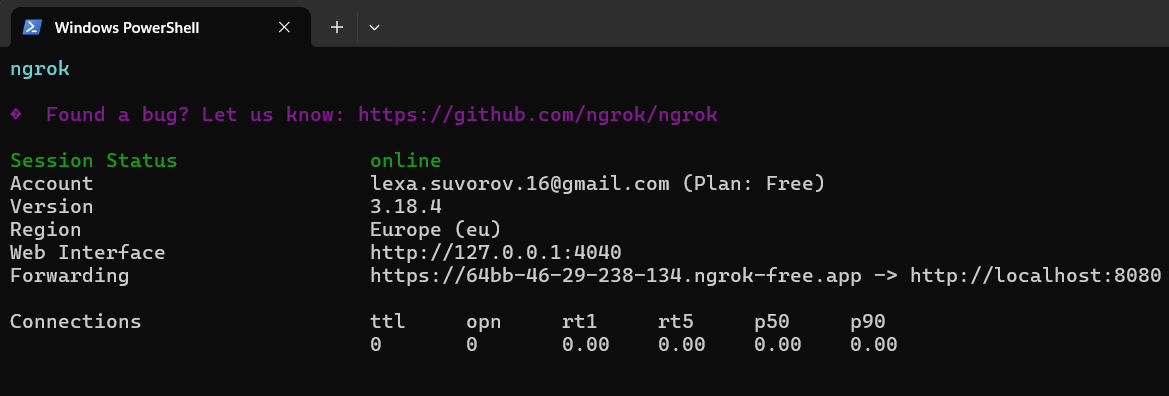 Windows PowerShell
ngrok
� Found a bug? Let us know: https://github.com/ngrok/ngrok
Session Status online
Account lexa.suvorov.16@gmail.com (Plan: Free)
Version 3.18.4
Region Europe (eu)
Web Interface http://127.0.0.1:4040
Forwarding https://64bb-46-29-238-134.ngrok-free.app -> http://localhost:8080
Connections ttl opn rt1 rt5 p50 p90
0 0 0.00 0.00 0.00 0.00